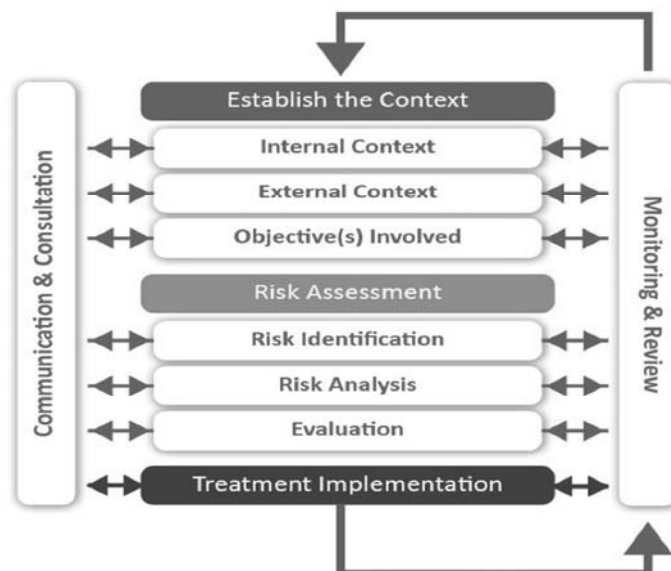 Establish the Context
Internal Context
External Context
Objective(s) Involved
Risk Assessment
Risk Identification
Risk Analysis
Evaluation
Treatment Implementation
Communication & Consultation
Monitoring & Review